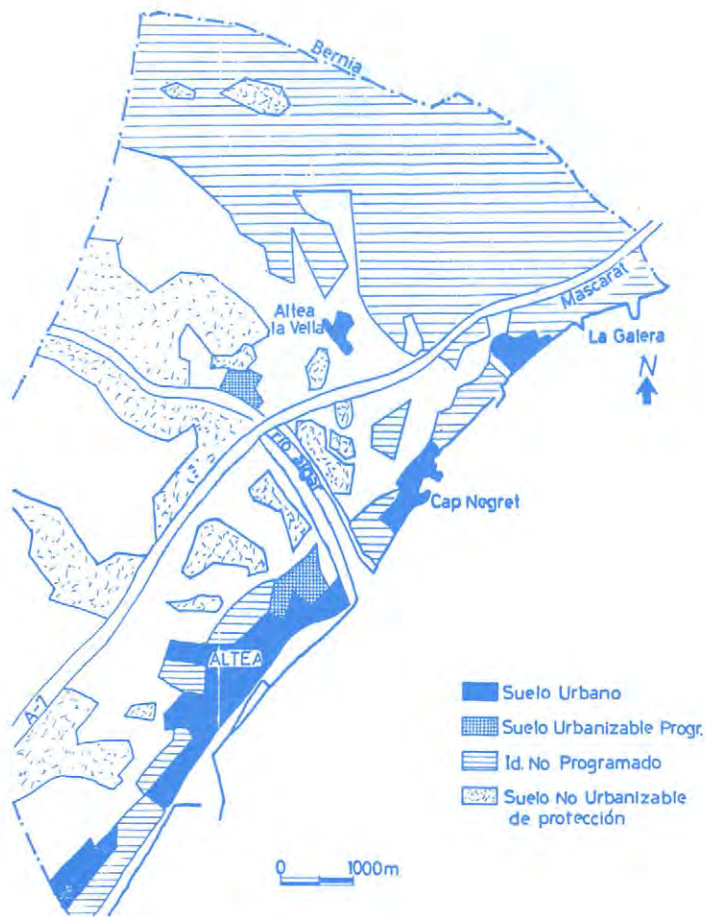 Bernia
Mascarat
La Galera
N
Altea
la Vella
río algar
Cap Negret
ALTEA
A-7
Suelo Urbano
Suelo Urbanizable Progr.
Id. No Programado
Suelo No Urbanizable
de protección
0 1000m